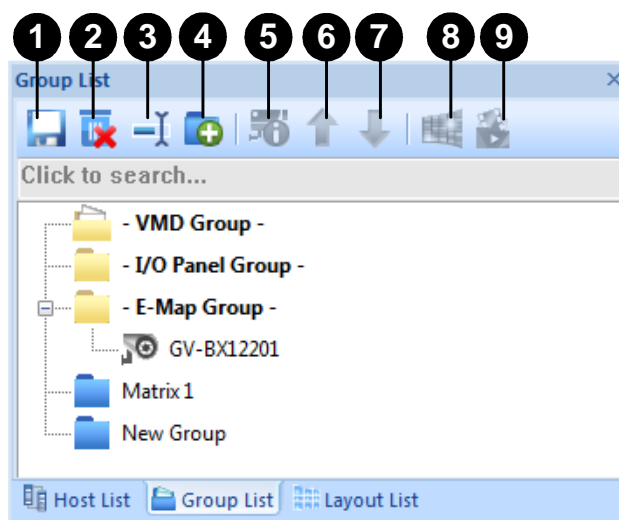 1 2 3 4 5 6 7 8 9
Group List
Click to search...
- VMD Group -
- I/O Panel Group -
- E-Map Group -
GV-BX12201
Matrix 1
New Group
Host List Group List Layout List